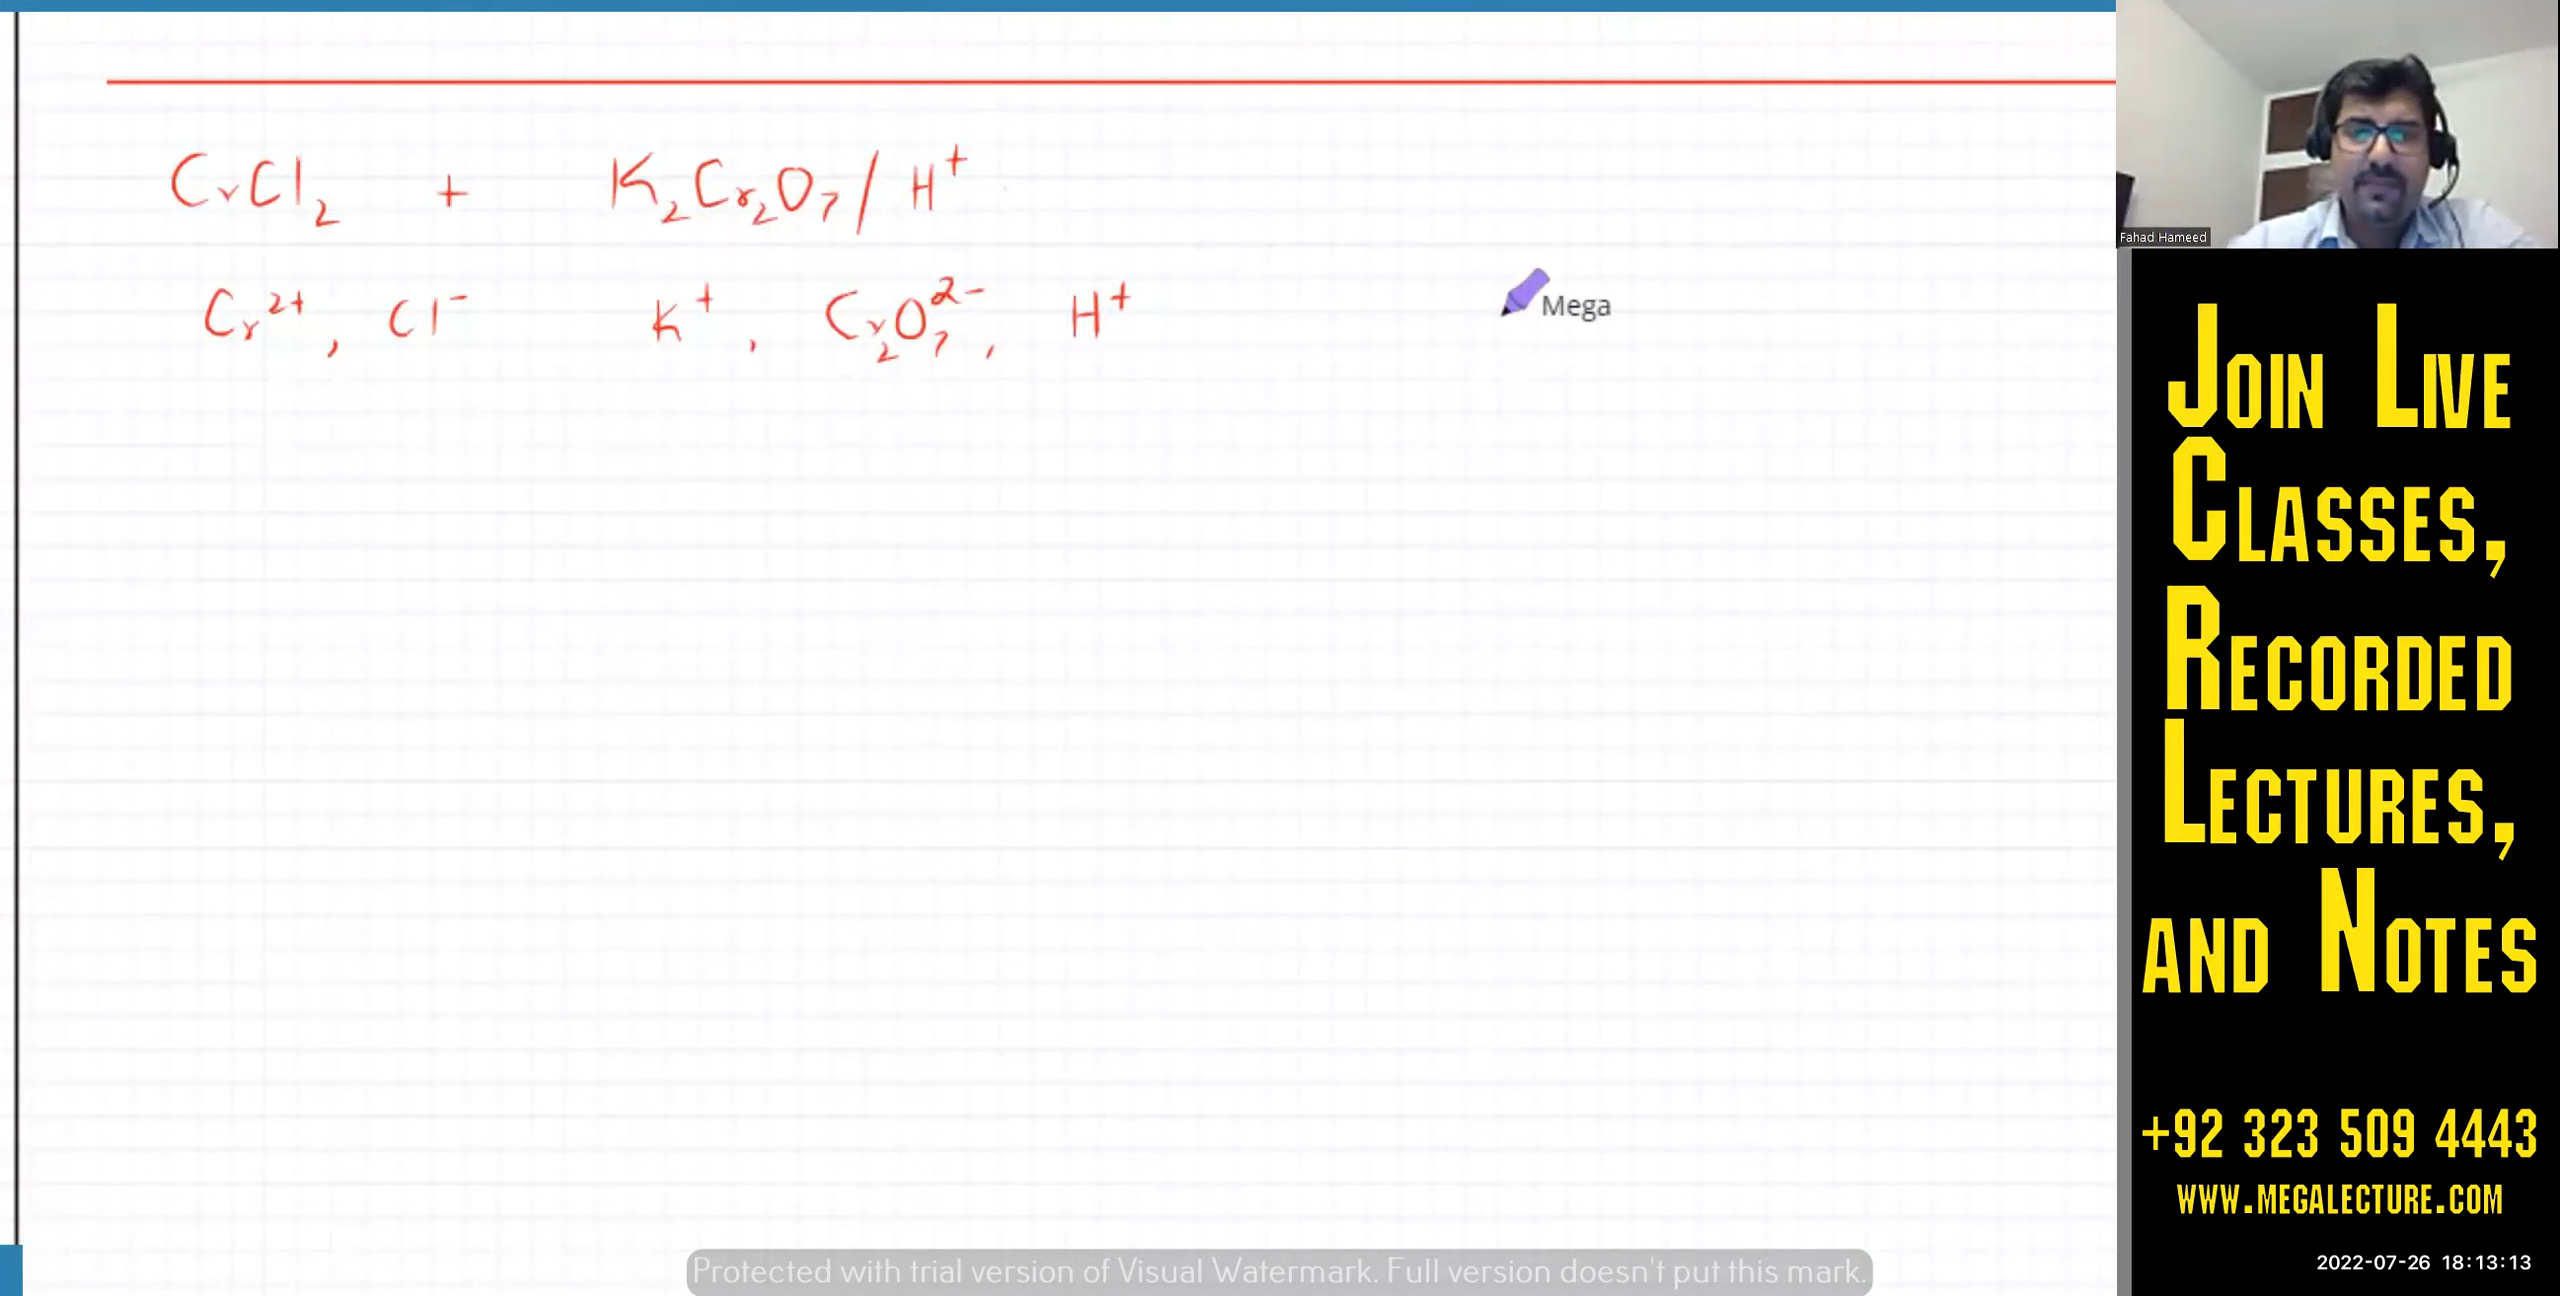 CrCl₂ + K₂Cr₂O₇/H⁺
Cr²⁺, Cl⁻ K⁺, Cr₂O₇²⁻, H⁺
Mega
Fahad Hameed
JOIN LIVE
CLASSES,
RECORDED
LECTURES,
AND NOTES
+92 323 509 4443
WWW.MEGALECTURE.COM
2022-07-26 18:13:13
Protected with trial version of Visual Watermark. Full version doesn't put this mark.